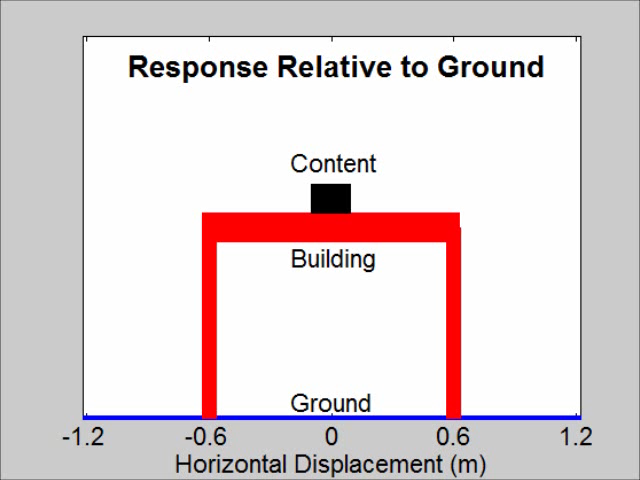 Response Relative to Ground
Content
Building
Ground
-1.2 -0.6 0 0.6 1.2
Horizontal Displacement (m)